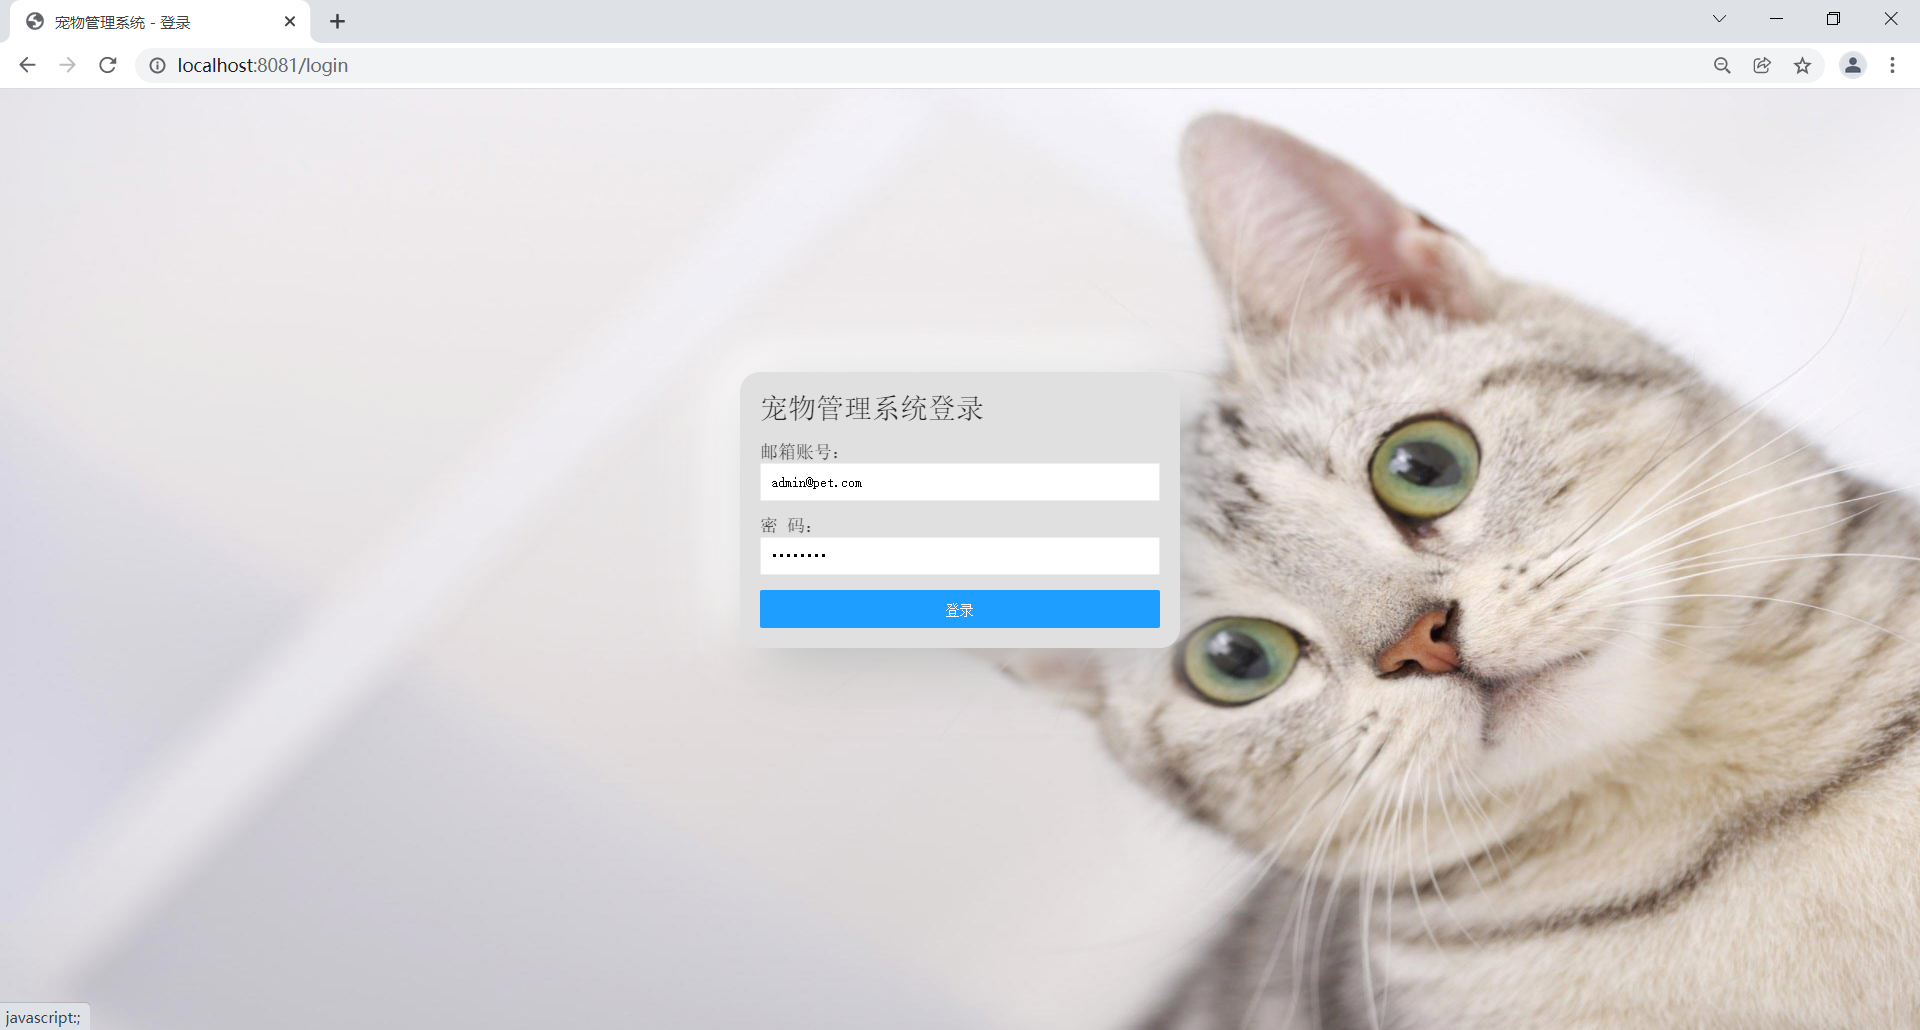 宠物管理系统 - 登录
localhost:8081/login
宠物管理系统登录
邮箱账号:
admin@pet.com
密 码:
••••••••
登录
javascript:;